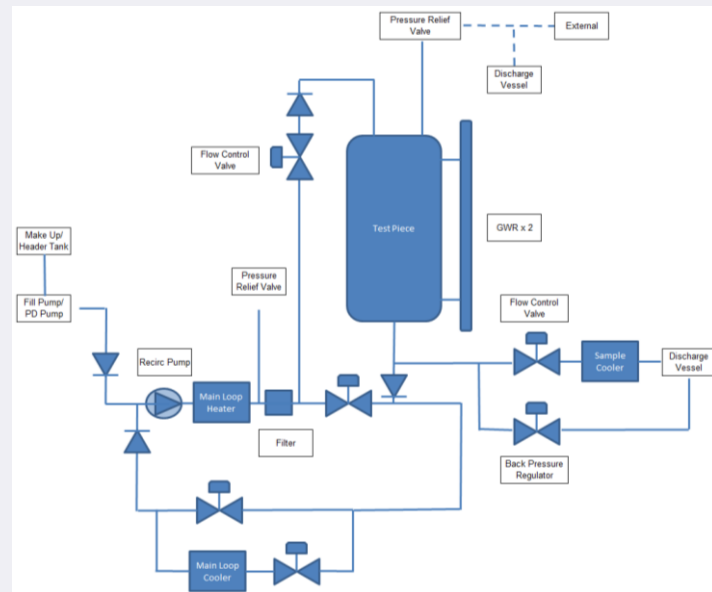 Pressure Relief
Valve
External
Discharge
Vessel
Flow Control
Valve
Test Piece
GWR x 2
Make Up/
Header Tank
Pressure
Relief Valve
Fill Pump/
PD Pump
Flow Control
Valve
Recirc Pump
Sample
Cooler
Discharge
Vessel
Main Loop
Heater
Filter
Back Pressure
Regulator
Main Loop
Cooler